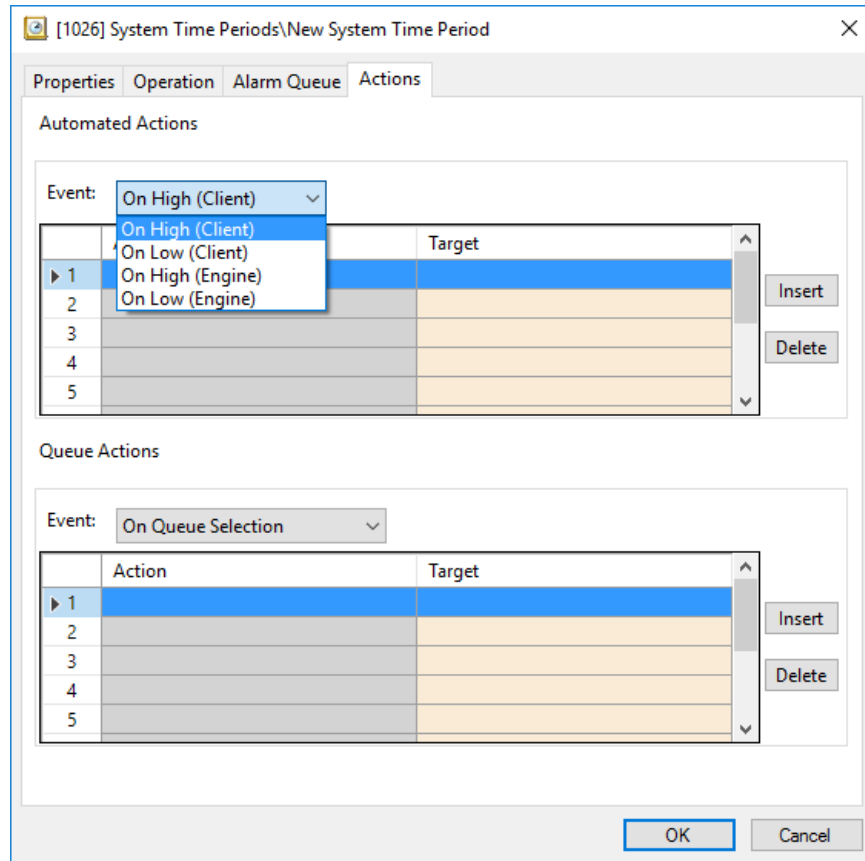 [1026] System Time Periods\New System Time Period
Properties Operation Alarm Queue Actions
Automated Actions
Event: On High (Client)
On High (Client)
On Low (Client)
On High (Engine)
On Low (Engine)
Target
1
2
3
4
5
Insert
Delete
Queue Actions
Event: On Queue Selection
Action Target
1
2
3
4
5
Insert
Delete
OK Cancel